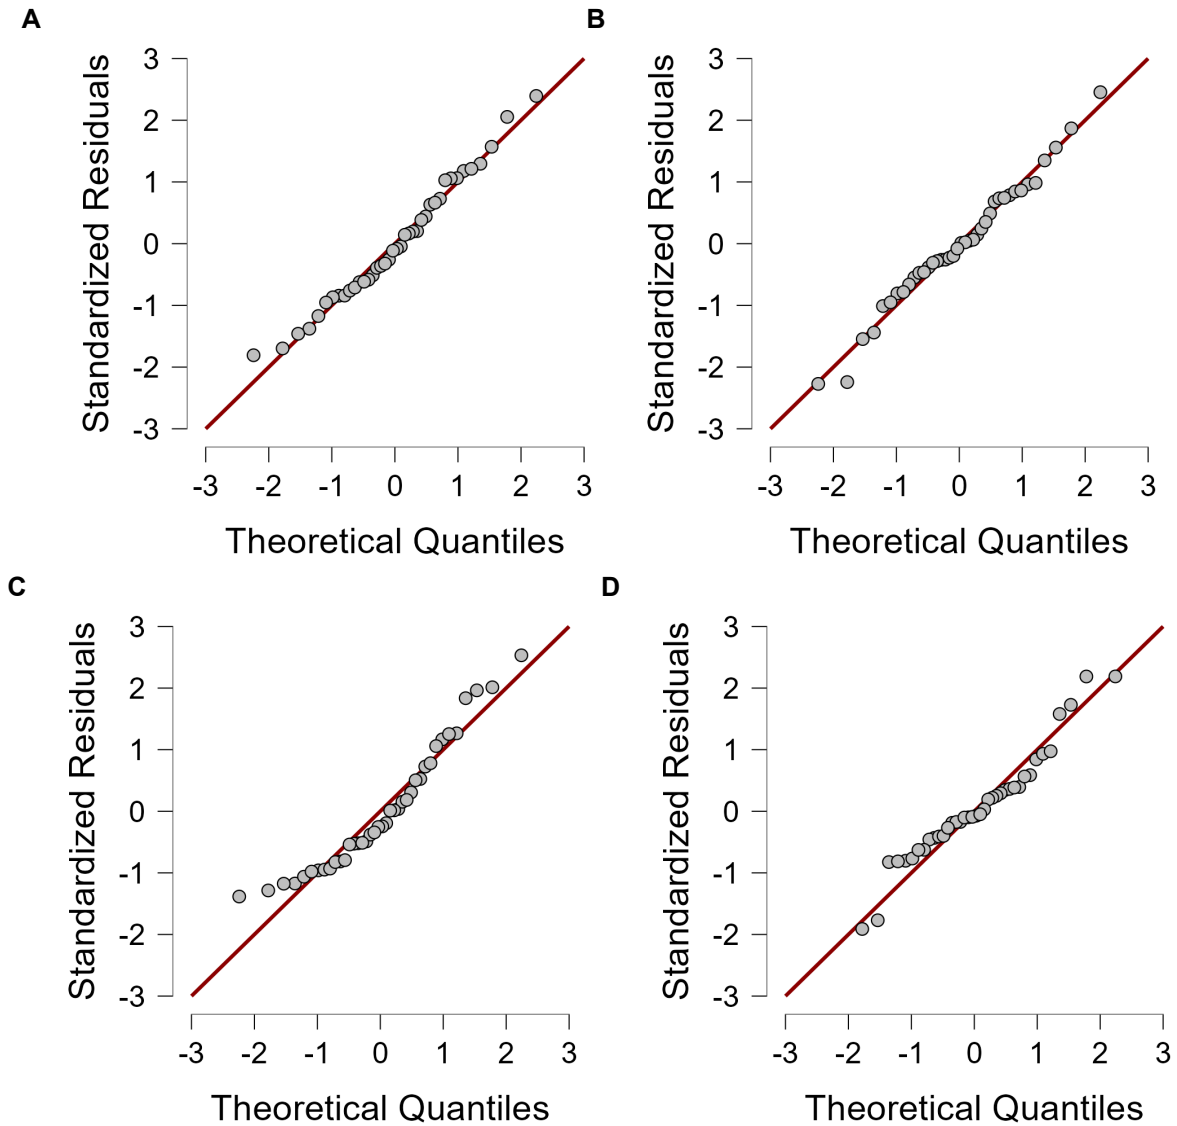 A
B
Standardized Residuals
3
2
1
0
-1
-2
-3
-3 -2 -1 0 1 2 3
Theoretical Quantiles
Standardized Residuals
3
2
1
0
-1
-2
-3
-3 -2 -1 0 1 2 3
Theoretical Quantiles
C
D
Standardized Residuals
3
2
1
0
-1
-2
-3
-3 -2 -1 0 1 2 3
Theoretical Quantiles
Standardized Residuals
3
2
1
0
-1
-2
-3
-3 -2 -1 0 1 2 3
Theoretical Quantiles